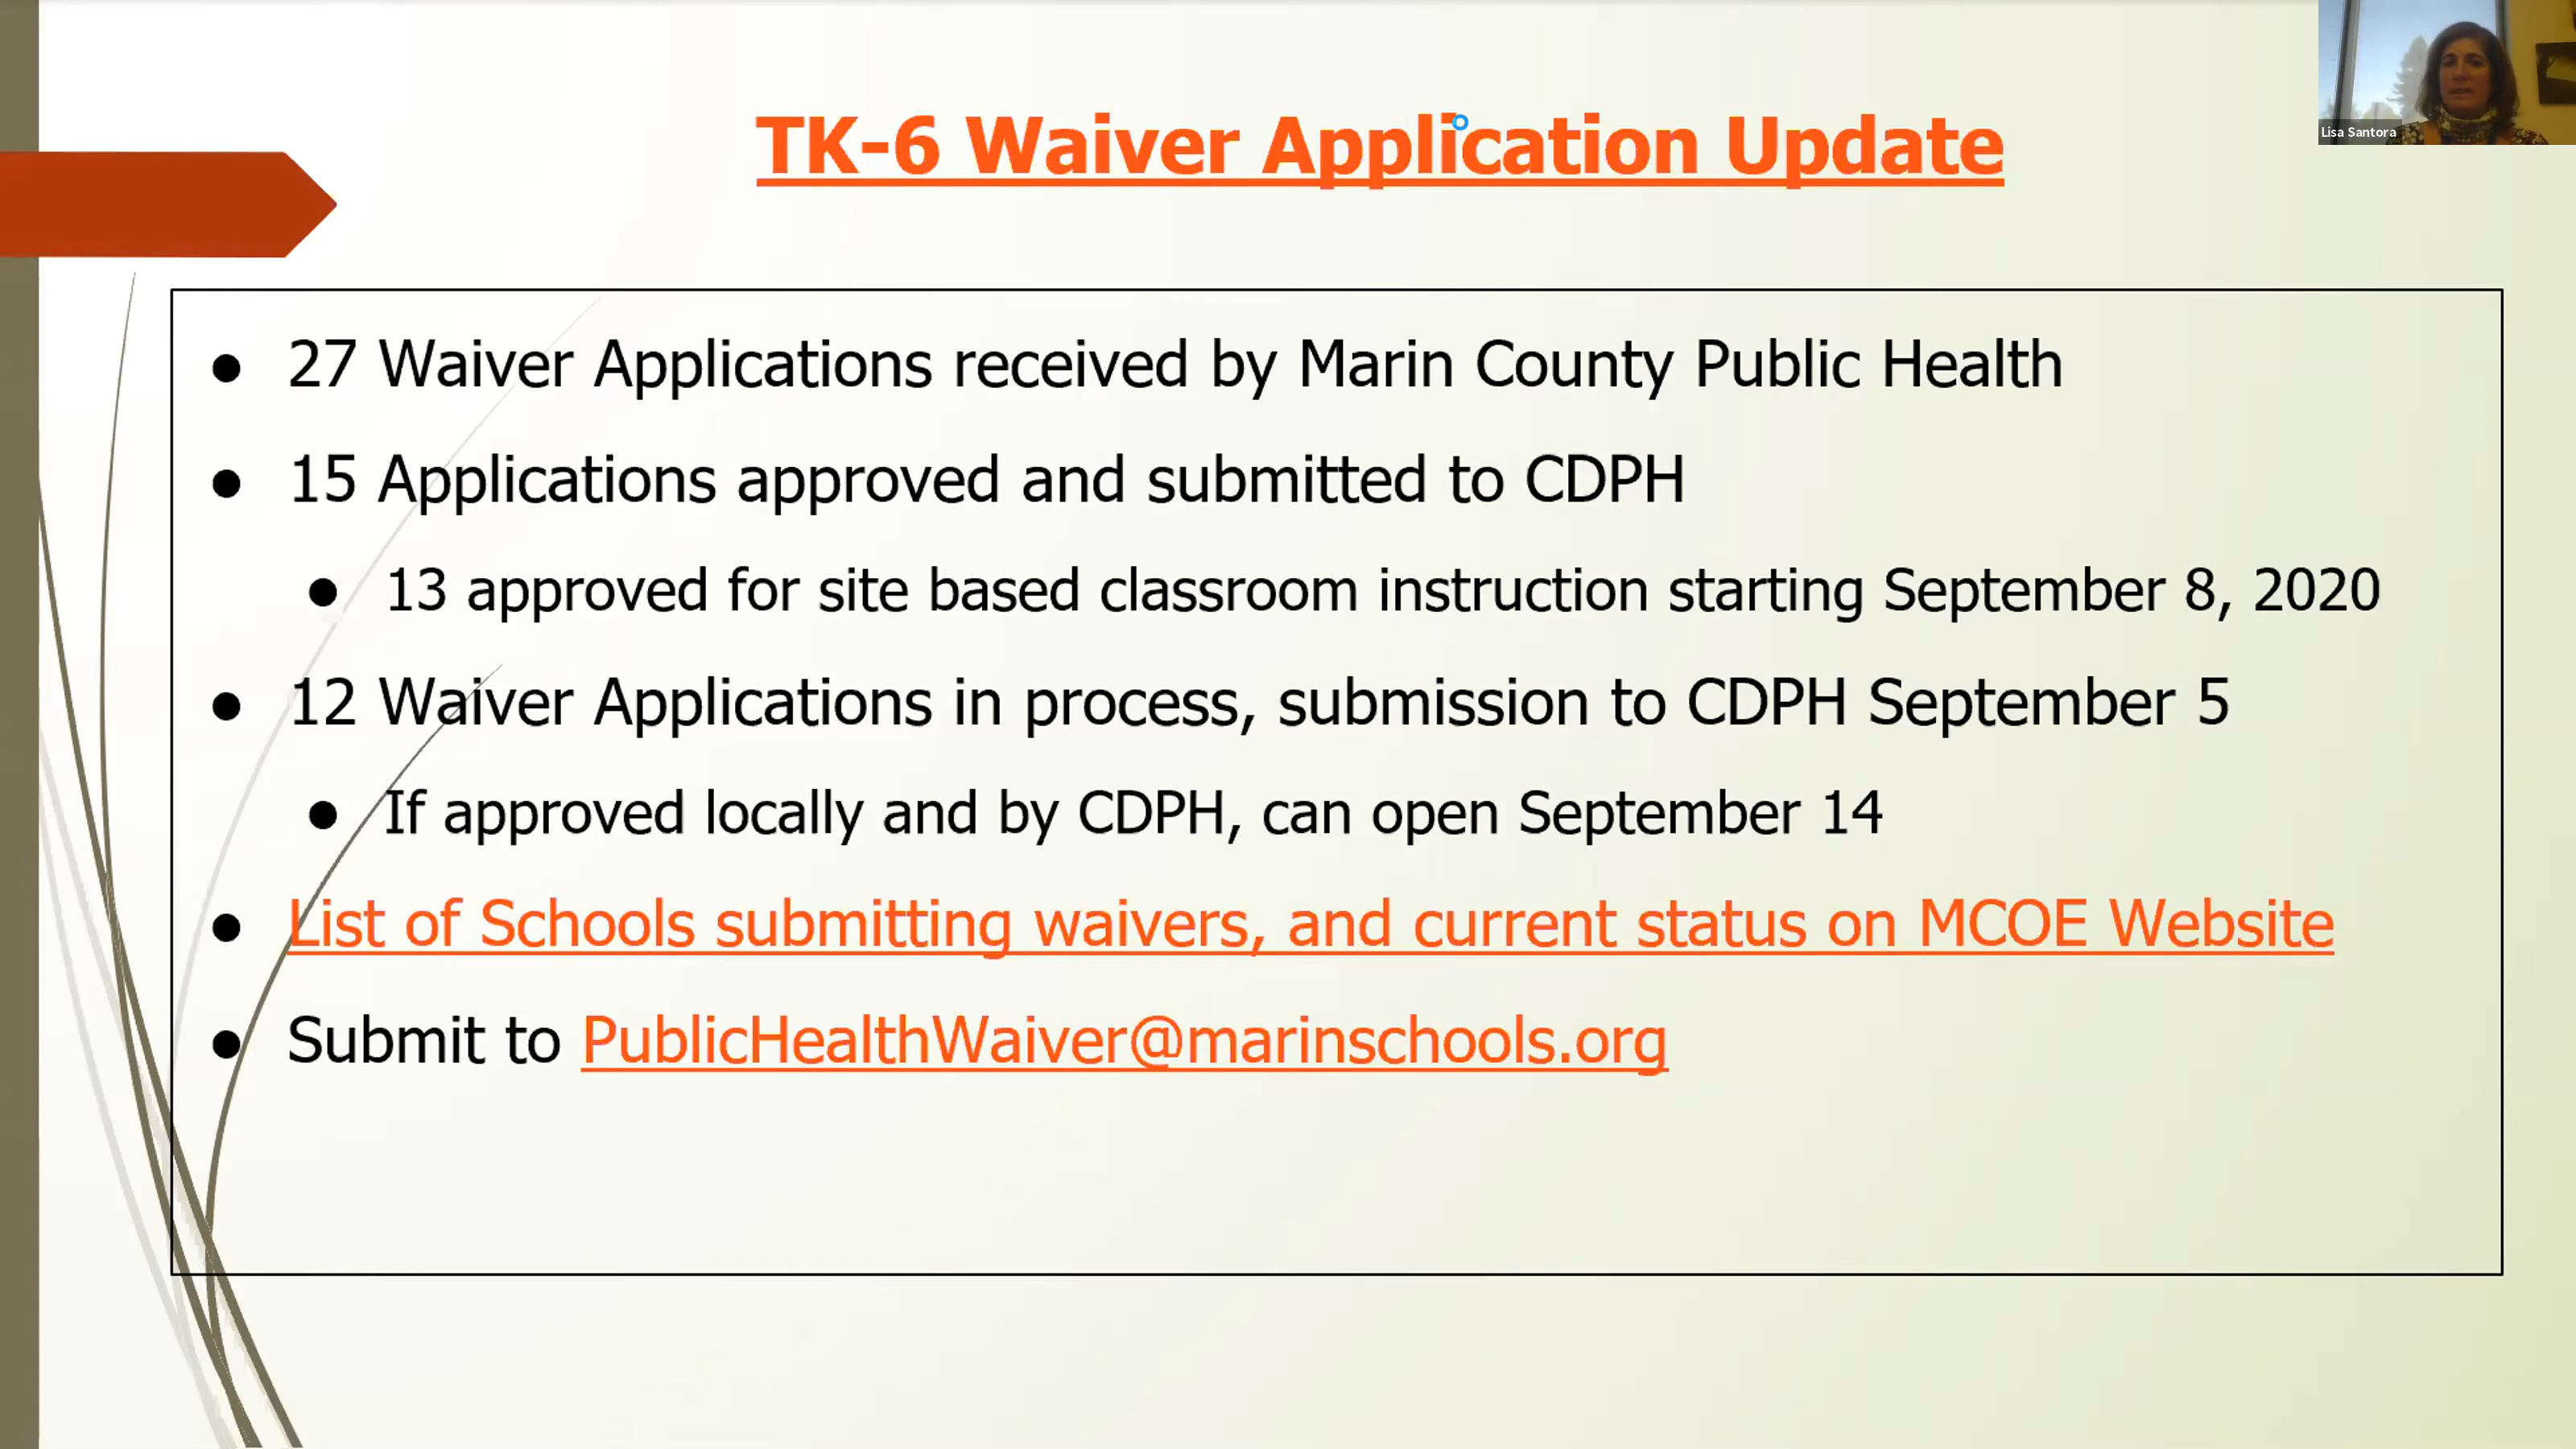 Lisa Santora
TK-6 Waiver Application Update
● 27 Waiver Applications received by Marin County Public Health
● 15 Applications approved and submitted to CDPH
● 13 approved for site based classroom instruction starting September 8, 2020
● 12 Waiver Applications in process, submission to CDPH September 5
● If approved locally and by CDPH, can open September 14
● List of Schools submitting waivers, and current status on MCOE Website
● Submit to PublicHealthWaiver@marinschools.org